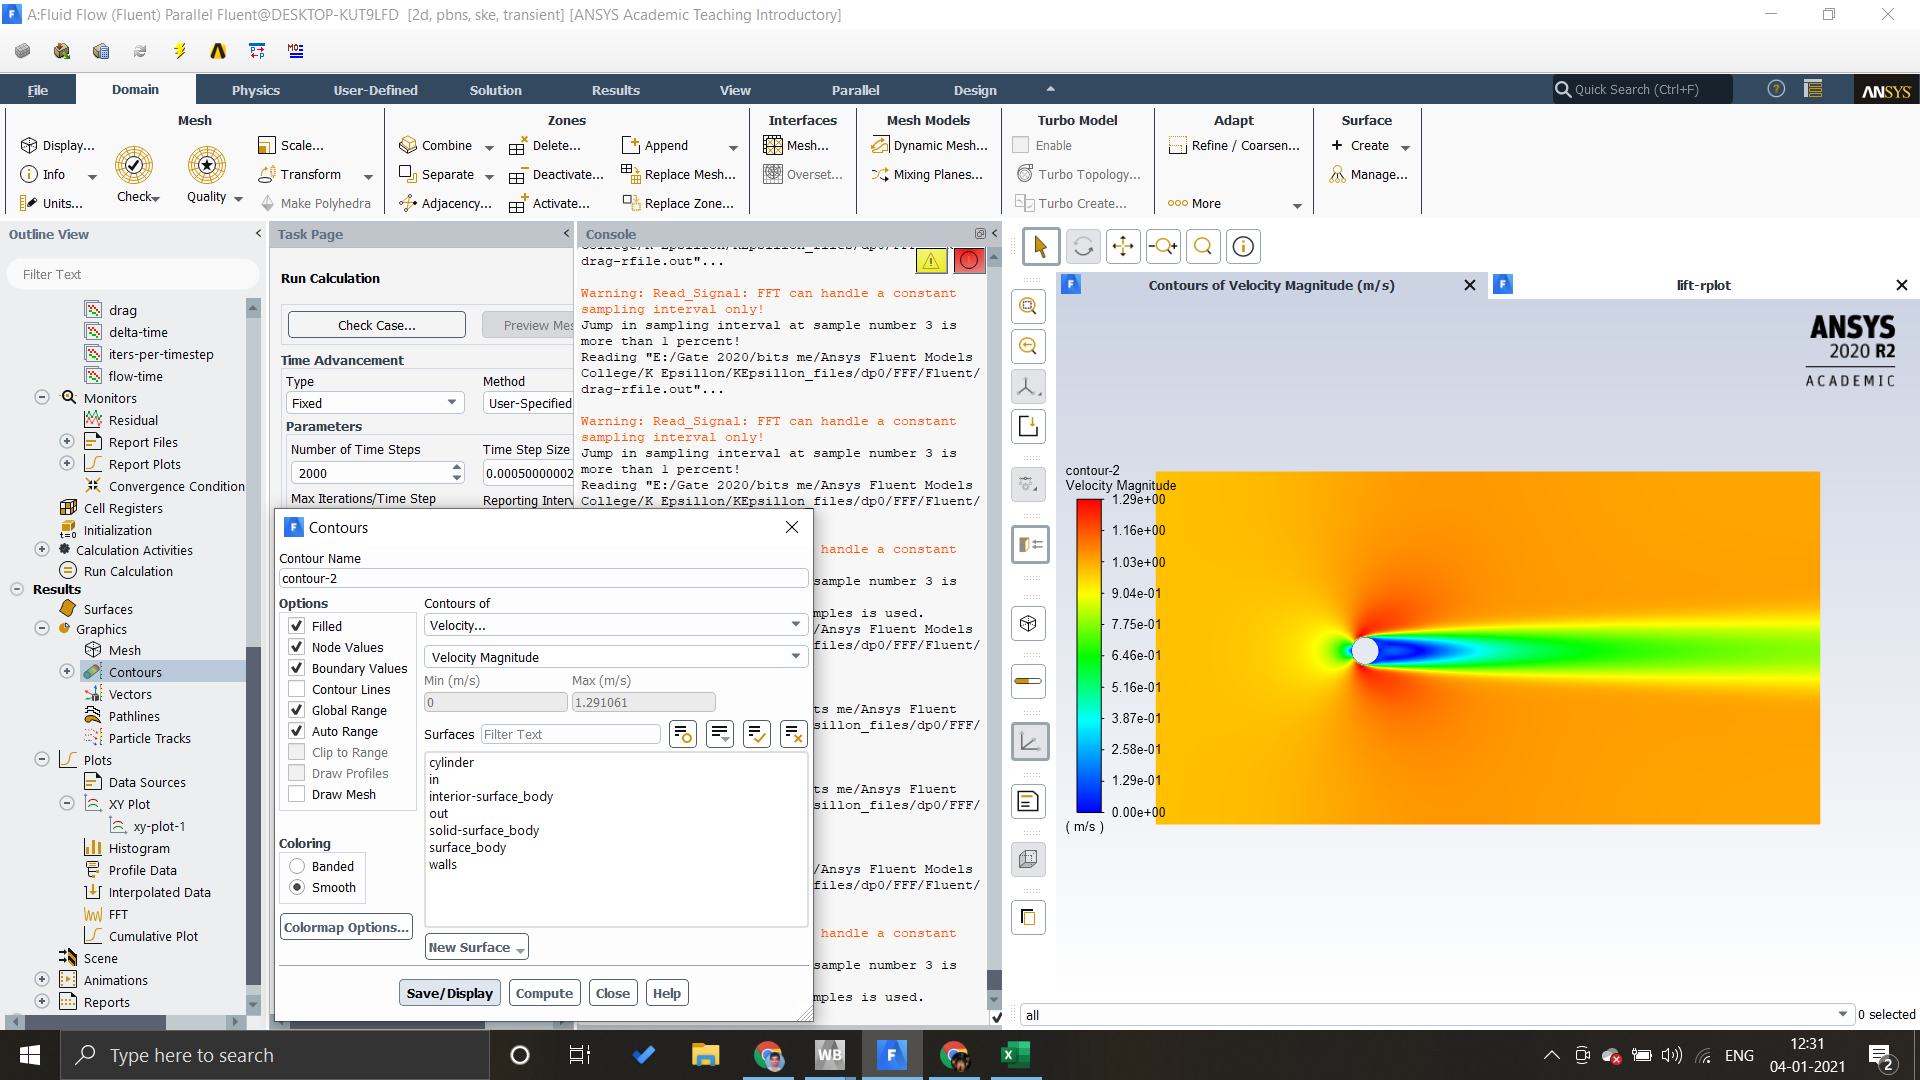 A:Fluid Flow (Fluent) Parallel Fluent@DESKTOP-KUT9LFD [2d, pbns, ske, transient] [ANSYS Academic Teaching Introductory]
File Domain Physics User-Defined Solution Results View Parallel Design Quick Search (Ctrl+F) ANSYS
Mesh Zones Interfaces Mesh Models Turbo Model Adapt Surface
Display... Scale... Combine Delete... Append Mesh... Dynamic Mesh... Enable Refine / Coarsen... Create
Info Transform Separate Deactivate... Replace Mesh... Overset... Mixing Planes... Turbo Topology... Manage...
Check Quality
Units... Make Polyhedra Adjacency... Activate... Replace Zone... Turbo Create... More
Outline View
Filter Text
drag
delta-time
iters-per-timestep
flow-time
Monitors
Residual
Report Files
Report Plots
Convergence Condition
Cell Registers
Initialization
Calculation Activities
Run Calculation
Results
Surfaces
Graphics
Mesh
Contours
Vectors
Pathlines
Particle Tracks
Plots
Data Sources
XY Plot
xy-plot-1
Histogram
Profile Data
Interpolated Data
FFT
Cumulative Plot
Scene
Animations
Reports
Task Page
Run Calculation
Check Case... Preview Mes
Time Advancement
Type Method
Fixed User-Specified
Parameters
Number of Time Steps Time Step Size
2000 0.00050000002
Max Iterations/Time Step Reporting Interv
Console
College/K Epsillon/KEpsillon_files/dp0/FFF/Fluent/
drag-rfile.out"...
Warning: Read_Signal: FFT can handle a constant
sampling interval only!
Jump in sampling interval at sample number 3 is
more than 1 percent!
Reading "E:/Gate 2020/bits me/Ansys Fluent Models
College/K Epsillon/KEpsillon_files/dp0/FFF/Fluent/
drag-rfile.out"...
Warning: Read_Signal: FFT can handle a constant
sampling interval only!
Jump in sampling interval at sample number 3 is
more than 1 percent!
Reading "E:/Gate 2020/bits me/Ansys Fluent Models
College/K Epsillon/KEpsillon files/dp0/FFF/Fluent/
handle a constant
sample number 3 is
mples is used.
/Ansys Fluent Models
sillon_files/dp0/FFF/
ts me/Ansys Fluent
sillon_files/dp0/FFF/
ts me/Ansys Fluent
sillon_files/dp0/FFF/
/Ansys Fluent Models
files/dp0/FFF/Fluent/
handle a constant
sample number 3 is
mples is used.
Contours
Contour Name
contour-2
Options
Filled
Node Values
Boundary Values
Contour Lines
Global Range
Auto Range
Clip to Range
Draw Profiles
Draw Mesh
Coloring
Banded
Smooth
Colormap Options...
Contours of
Velocity...
Velocity Magnitude
Min (m/s) Max (m/s)
0 1.291061
Surfaces Filter Text
cylinder
in
interior-surface_body
out
solid-surface_body
surface_body
walls
New Surface
Save/Display Compute Close Help
Contours of Velocity Magnitude (m/s) lift-rplot
ANSYS
2020 R2
ACADEMIC
contour-2
Velocity Magnitude
1.29e+00
1.16e+00
1.03e+00
9.04e-01
7.75e-01
6.46e-01
5.16e-01
3.87e-01
2.58e-01
1.29e-01
0.00e+00
( m/s )
all 0 selected
Type here to search
WB
ENG
12:31
04-01-2021
2